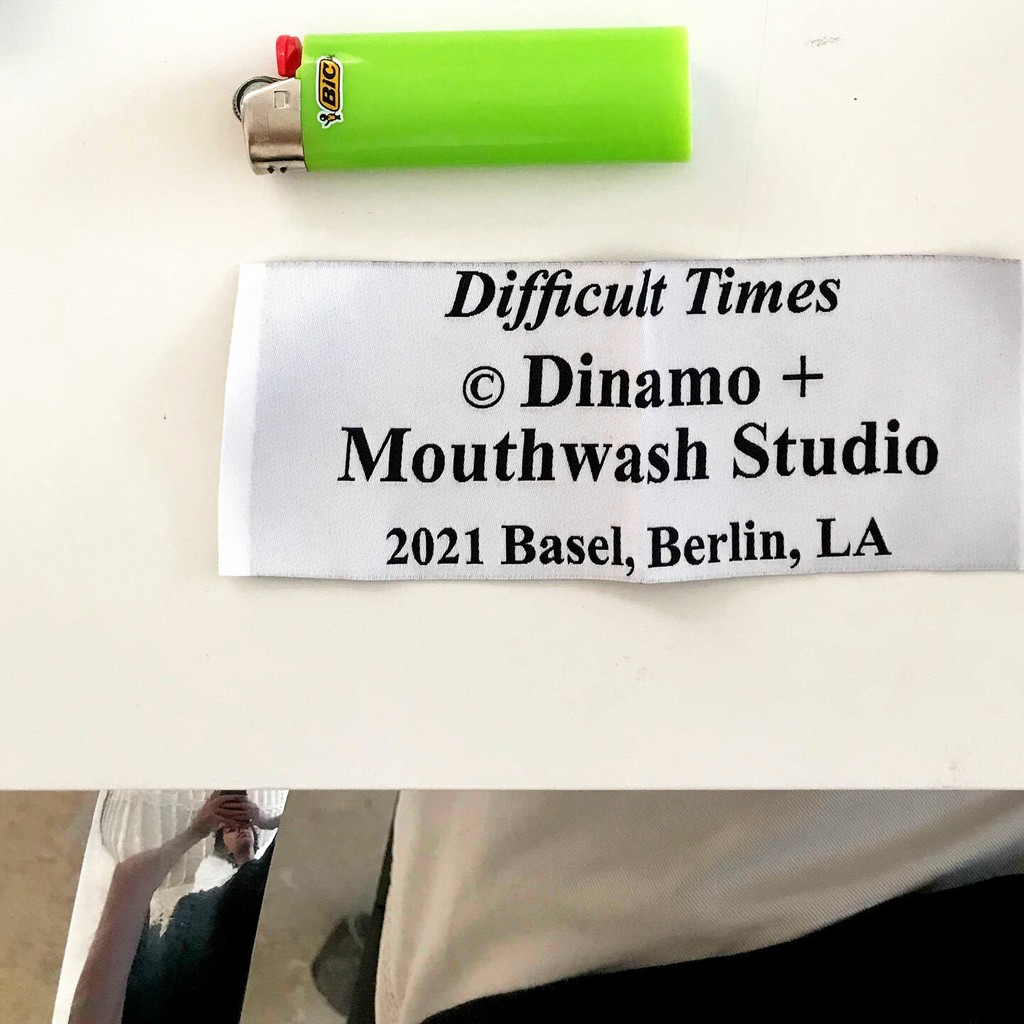 BIC
Difficult Times
© Dinamo +
Mouthwash Studio
2021 Basel, Berlin, LA